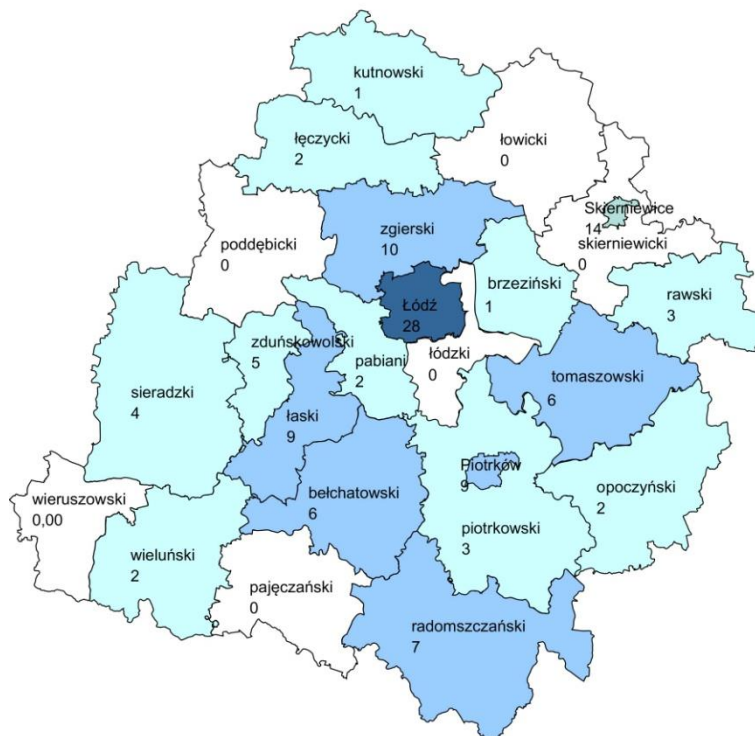 kutnowski
1
łęczycki
2
łowicki
0
Skierniewice
14
skierniewicki
0
zgierski
10
poddębicki
0
brzeziński
1
rawski
3
Łódź
28
zduńskowolski
5
pabiani
2
łódzki
0
tomaszowski
6
sieradzki
4
łaski
9
Piotrków
9
opoczyński
2
wieruszowski
0,00
bełchatowski
6
piotrkowski
3
wieluński
2
pajęczański
0
radomszczański
7